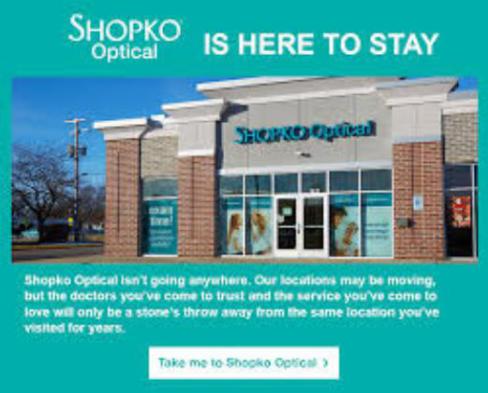 SHOPKO
Optical
IS HERE TO STAY
SHOPKO Optical
Shopko Optical isn't going anywhere. Our locations may be moving,
but the doctors you've come to trust and the service you've come to
love will only be a stone's throw away from the same location you've
visited for years.
Take me to Shopko Optical ›